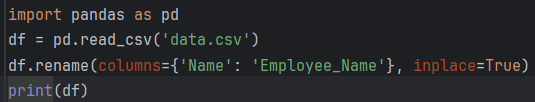 import pandas as pd
df = pd.read_csv('data.csv')
df.rename(columns={'Name': 'Employee_Name'}, inplace=True)
print(df)